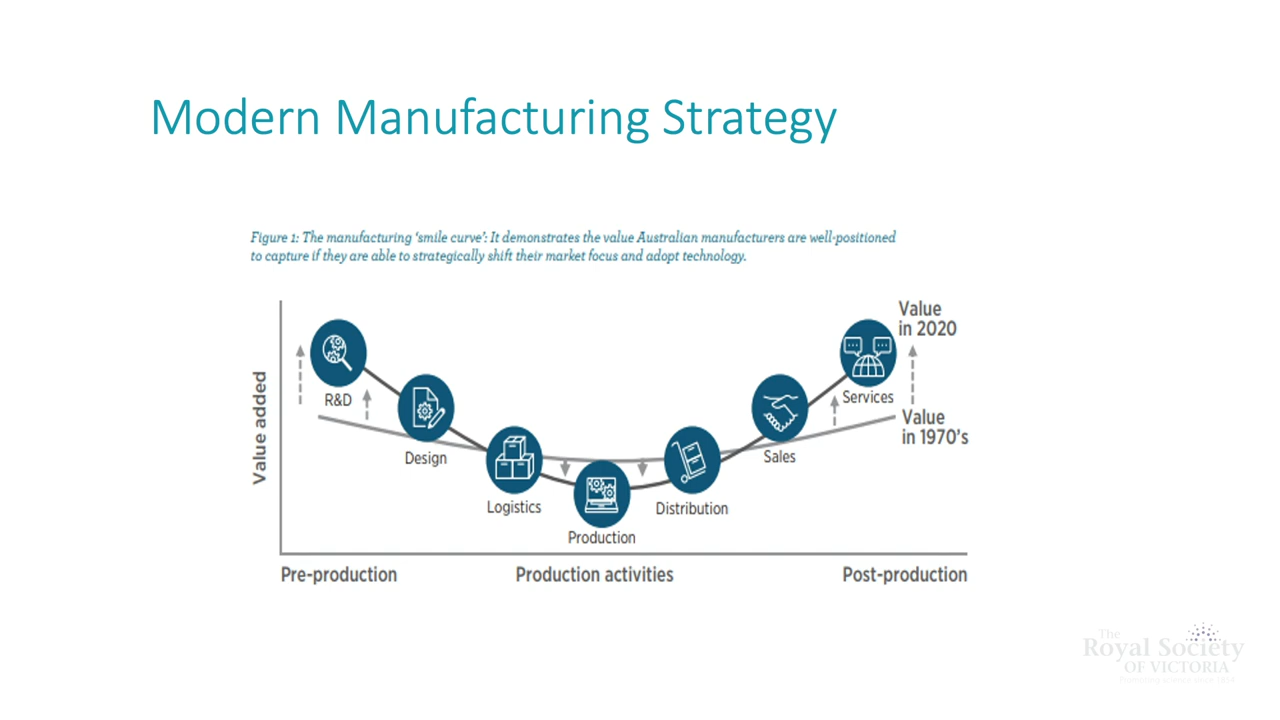 Modern Manufacturing Strategy
Figure 1: The manufacturing ‘smile curve’: It demonstrates the value Australian manufacturers are well-positioned
to capture if they are able to strategically shift their market focus and adopt technology.
Value added
R&D
Design
Logistics
Production
Distribution
Sales
Services
Value
in 2020
Value
in 1970’s
Pre-production
Production activities
Post-production
The
Royal Society
OF VICTORIA